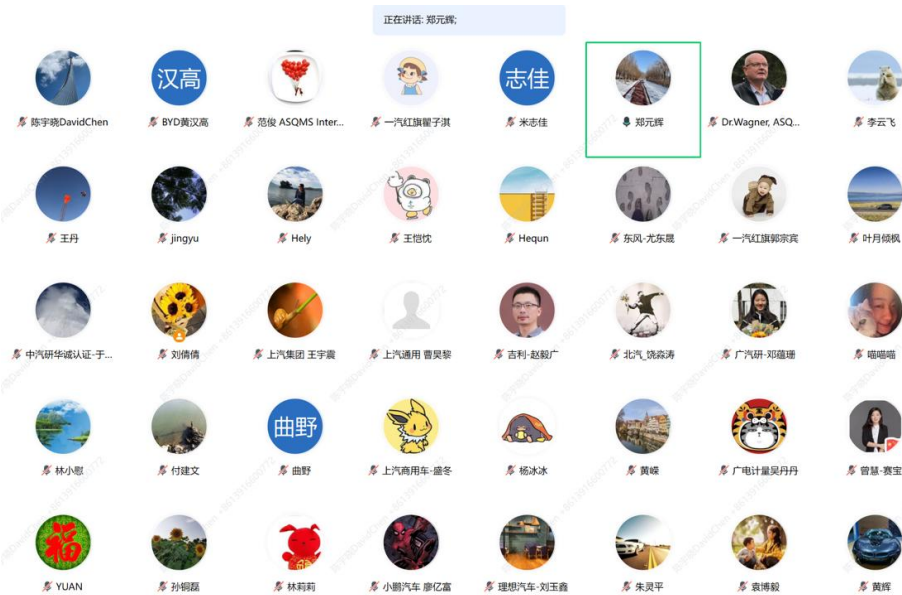 正在讲话: 郑元辉;
汉高
志佳
陈宇晓DavidChen
BYD黄汉高
范俊 ASQMS Inter...
一汽红旗瞿子淇
米志佳
郑元辉
Dr.Wagner, ASQ...
李云飞
王丹
jingyu
Hely
王恺忱
Hequn
东风-尤东晟
一汽红旗郭宗宾
叶月倾枫
中汽研华诚认证-于...
刘倩倩
上汽集团 王宇震
上汽通用 曹昊黎
吉利-赵毅广
北汽_饶淼涛
广汽研-邓蕴珊
喵喵喵
曲野
林小慰
付建文
曲野
上汽商用车-盛冬
杨冰冰
黄嵘
广电计量吴丹丹
曾慧-赛宝
福
YUAN
孙铜磊
林莉莉
小鹏汽车 廖亿富
理想汽车-刘玉鑫
朱灵平
袁博毅
黄辉